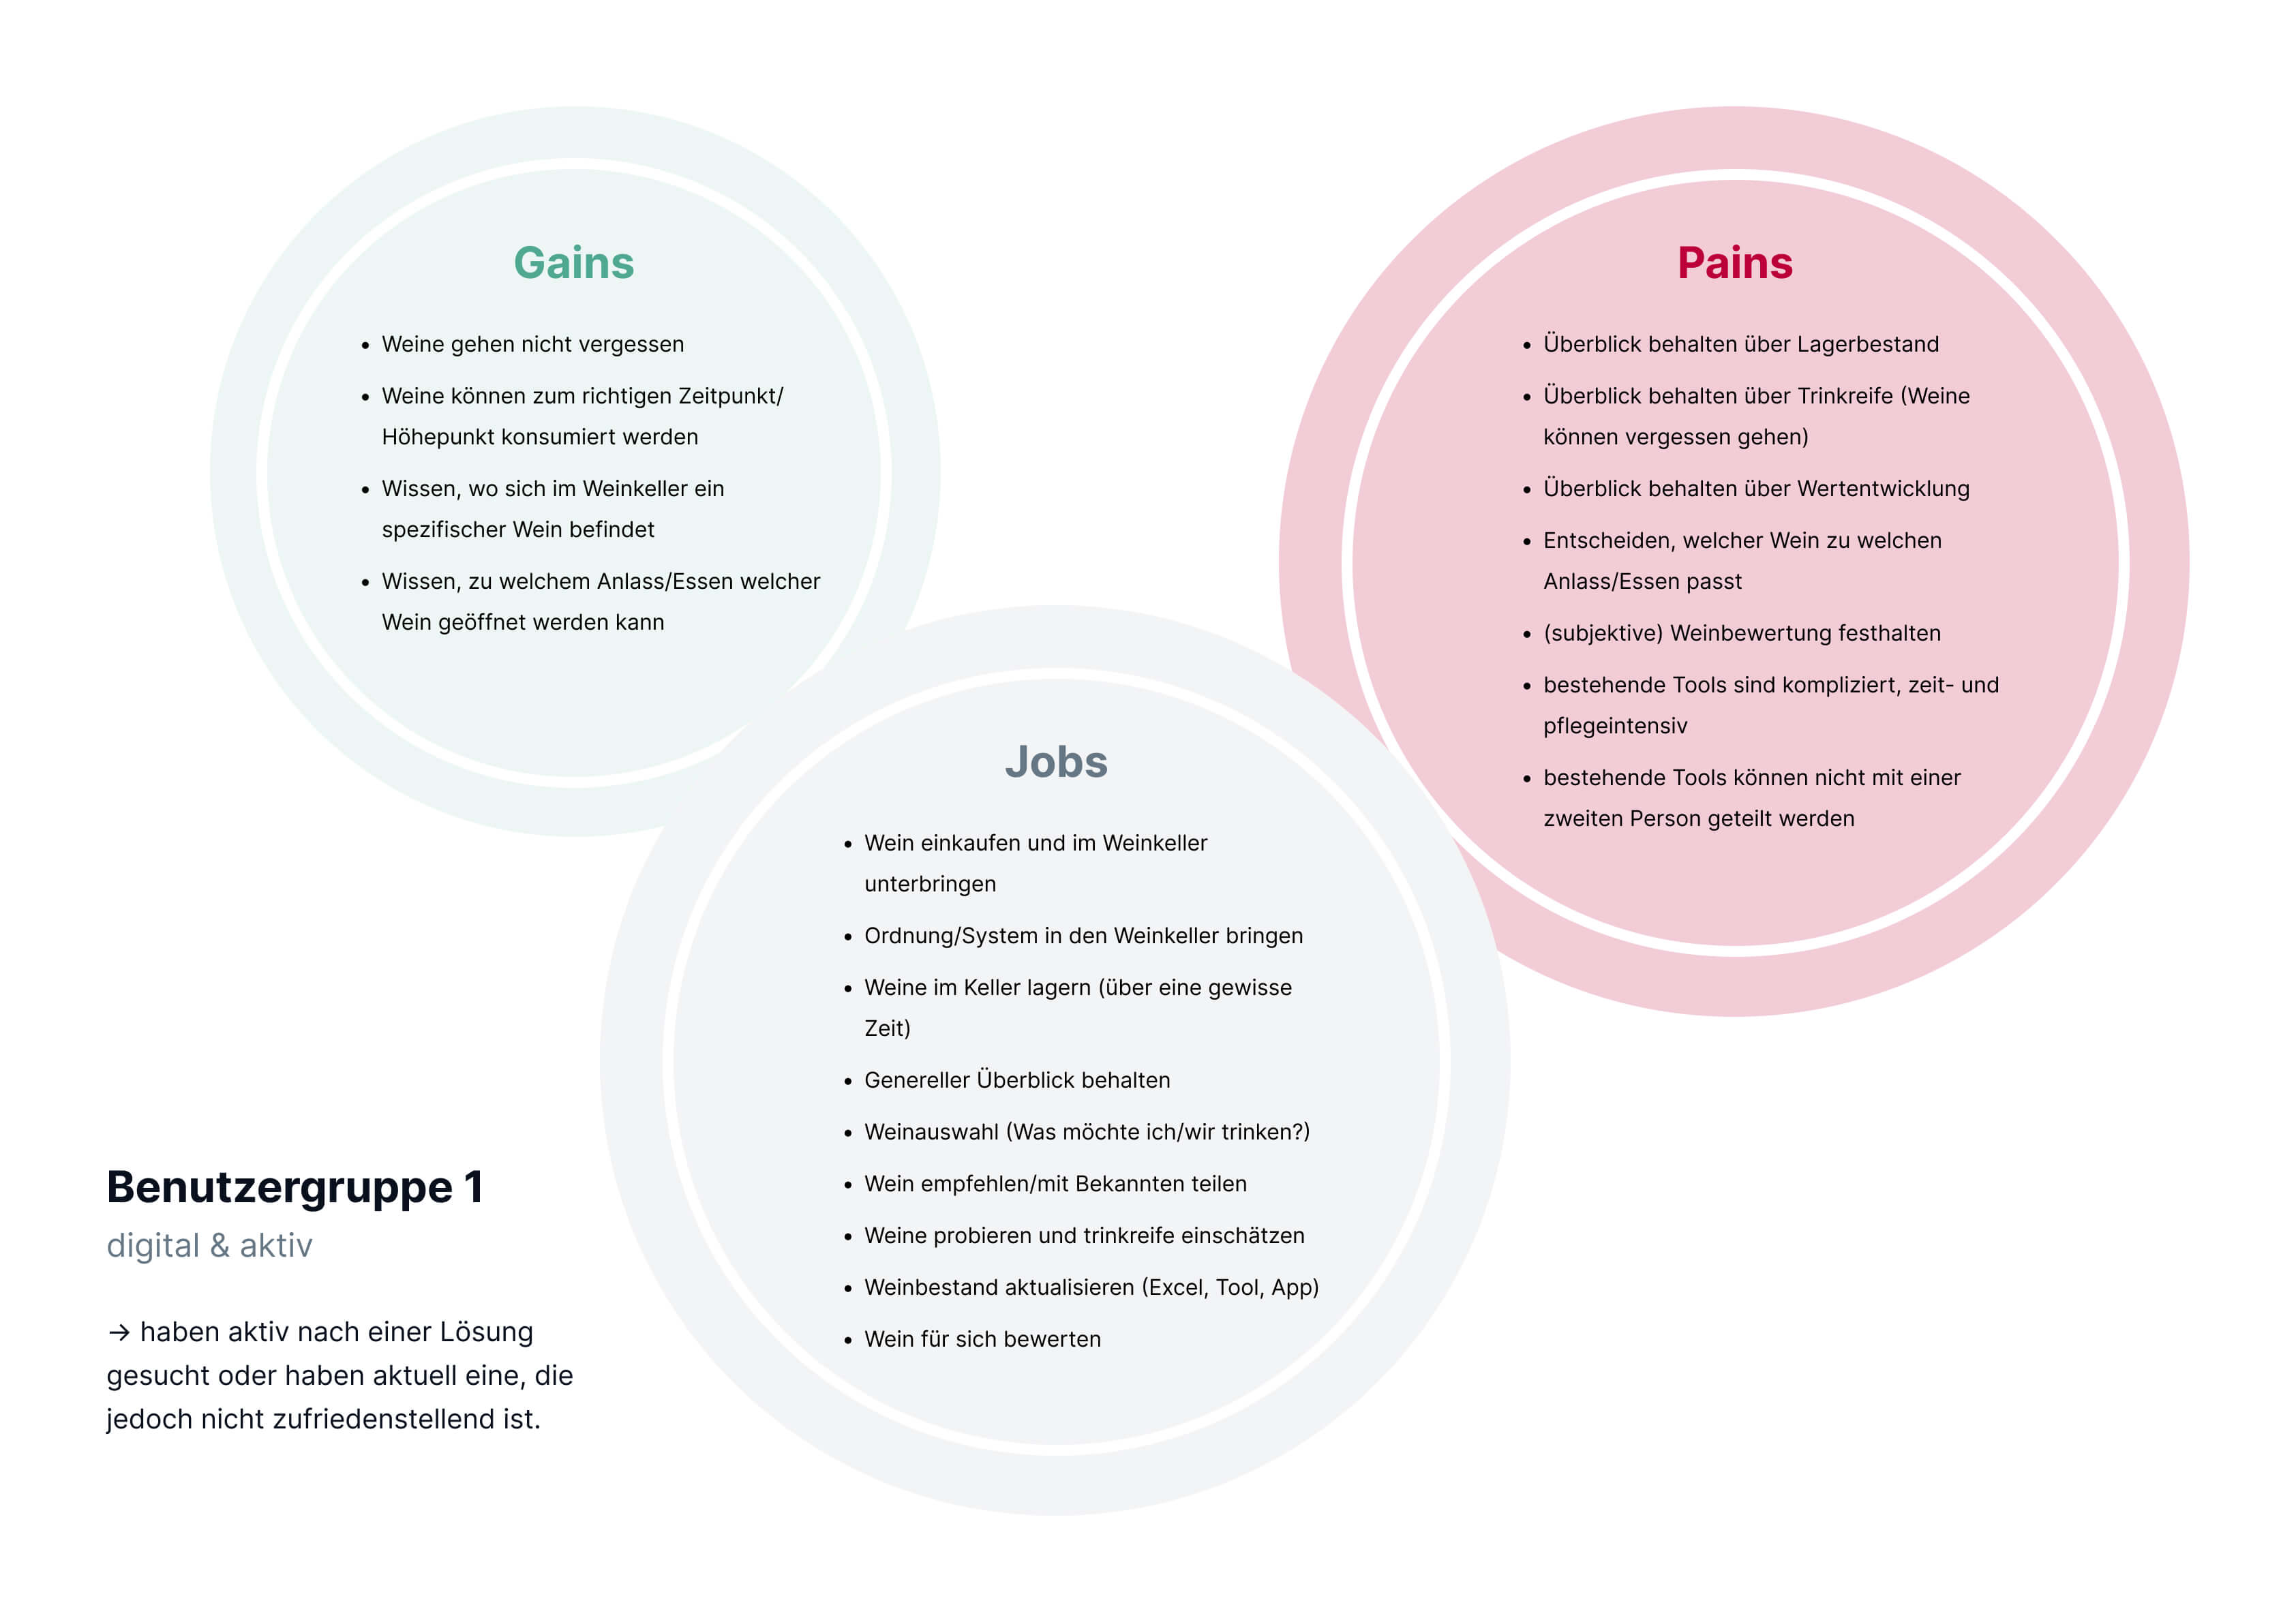 Gains
• Weine gehen nicht vergessen
• Weine können zum richtigen Zeitpunkt/
Höhepunkt konsumiert werden
• Wissen, wo sich im Weinkeller ein
spezifischer Wein befindet
• Wissen, zu welchem Anlass/Essen welcher
Wein geöffnet werden kann
Pains
• Überblick behalten über Lagerbestand
• Überblick behalten über Trinkreife (Weine
können vergessen gehen)
• Überblick behalten über Wertentwicklung
• Entscheiden, welcher Wein zu welchen
Anlass/Essen passt
• (subjektive) Weinbewertung festhalten
• bestehende Tools sind kompliziert, zeit- und
pflegeintensiv
• bestehende Tools können nicht mit einer
zweiten Person geteilt werden
Jobs
• Wein einkaufen und im Weinkeller
unterbringen
• Ordnung/System in den Weinkeller bringen
• Weine im Keller lagern (über eine gewisse
Zeit)
• Genereller Überblick behalten
• Weinauswahl (Was möchte ich/wir trinken?)
• Wein empfehlen/mit Bekannten teilen
• Weine probieren und trinkreife einschätzen
• Weinbestand aktualisieren (Excel, Tool, App)
• Wein für sich bewerten
Benutzergruppe 1
digital & aktiv
→ haben aktiv nach einer Lösung
gesucht oder haben aktuell eine, die
jedoch nicht zufriedenstellend ist.